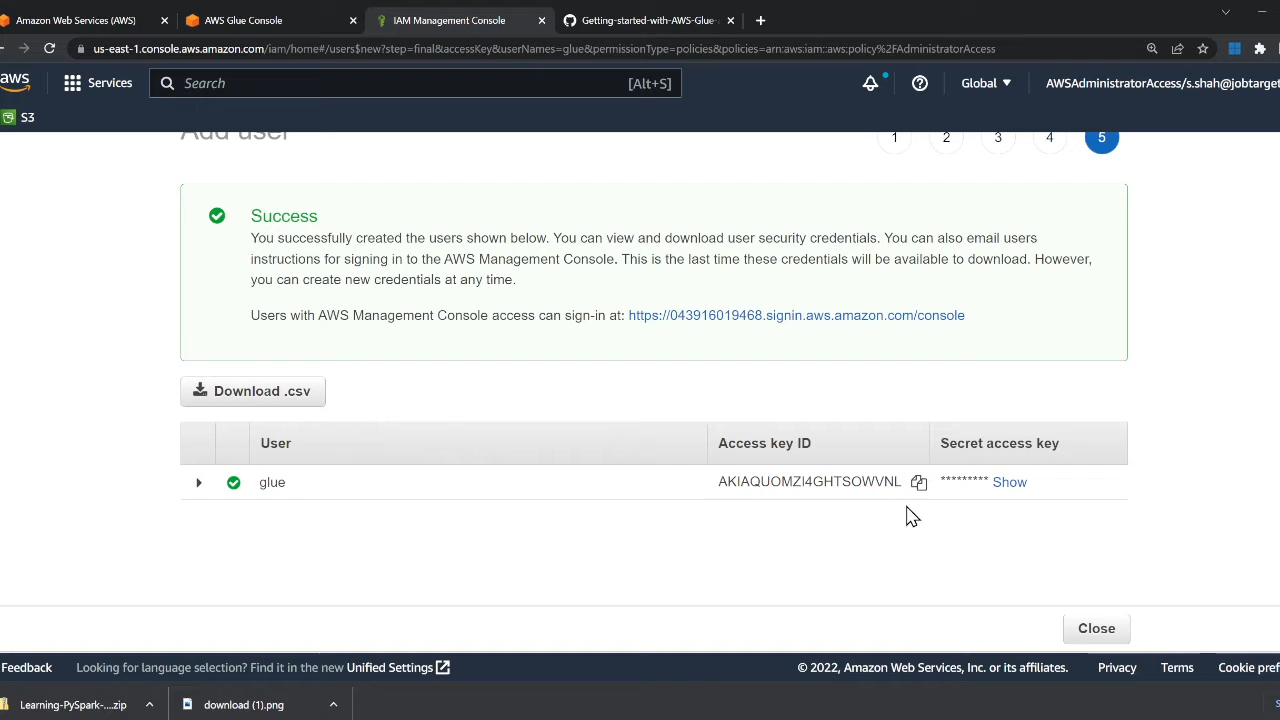 Amazon Web Services (AWS)
AWS Glue Console
IAM Management Console
Getting-started-with-AWS-Glue-
us-east-1.console.aws.amazon.com/iam/home#/users$new?step=final&accessKey&userNames=glue&permissionType=policies&policies=arn:aws:iam::aws:policy%2FAdministratorAccess
aws
Services
Search
[Alt+S]
Global
AWSAdministratorAccess/s.shah@jobtarget
S3
Add user
1
2
3
4
5
Success
You successfully created the users shown below. You can view and download user security credentials. You can also email users
instructions for signing in to the AWS Management Console. This is the last time these credentials will be available to download. However,
you can create new credentials at any time.
Users with AWS Management Console access can sign-in at: https://043916019468.signin.aws.amazon.com/console
Download .csv
User
Access key ID
Secret access key
glue
AKIAQUOMZI4GHTSOWVNL
********* Show
Close
Feedback
Looking for language selection? Find it in the new Unified Settings
© 2022, Amazon Web Services, Inc. or its affiliates.
Privacy
Terms
Cookie pref
Learning-PySpark-....zip
download (1).png